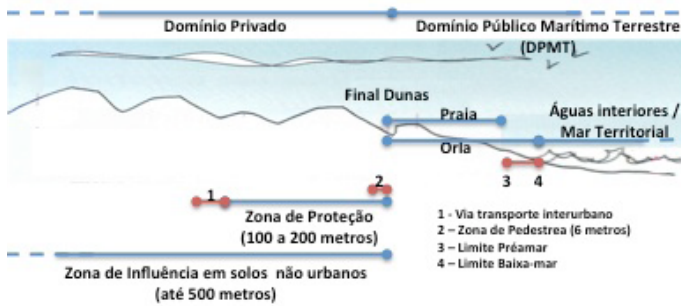 Domínio Privado
Domínio Público Marítimo Terrestre
(DPMT)
Final Dunas
Praia
Águas interiores /
Mar Territorial
Orla
1
2
3
4
Zona de Proteção
(100 a 200 metros)
1 - Via transporte interurbano
2 – Zona de Pedestrea (6 metros)
3 – Limite Préamar
4 – Limite Baixa-mar
Zona de Influência em solos não urbanos
(até 500 metros)